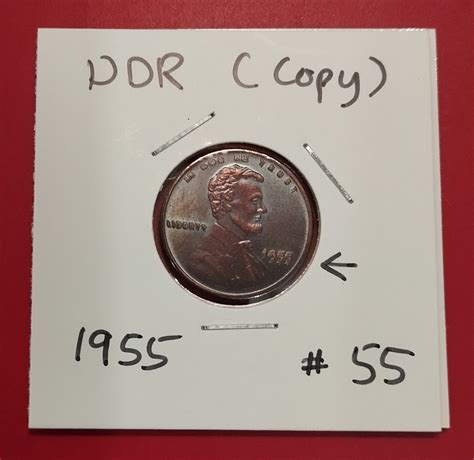 DDR (Copy)
IN GOD WE TRUST
LIBERTY
1955
1955 # 55